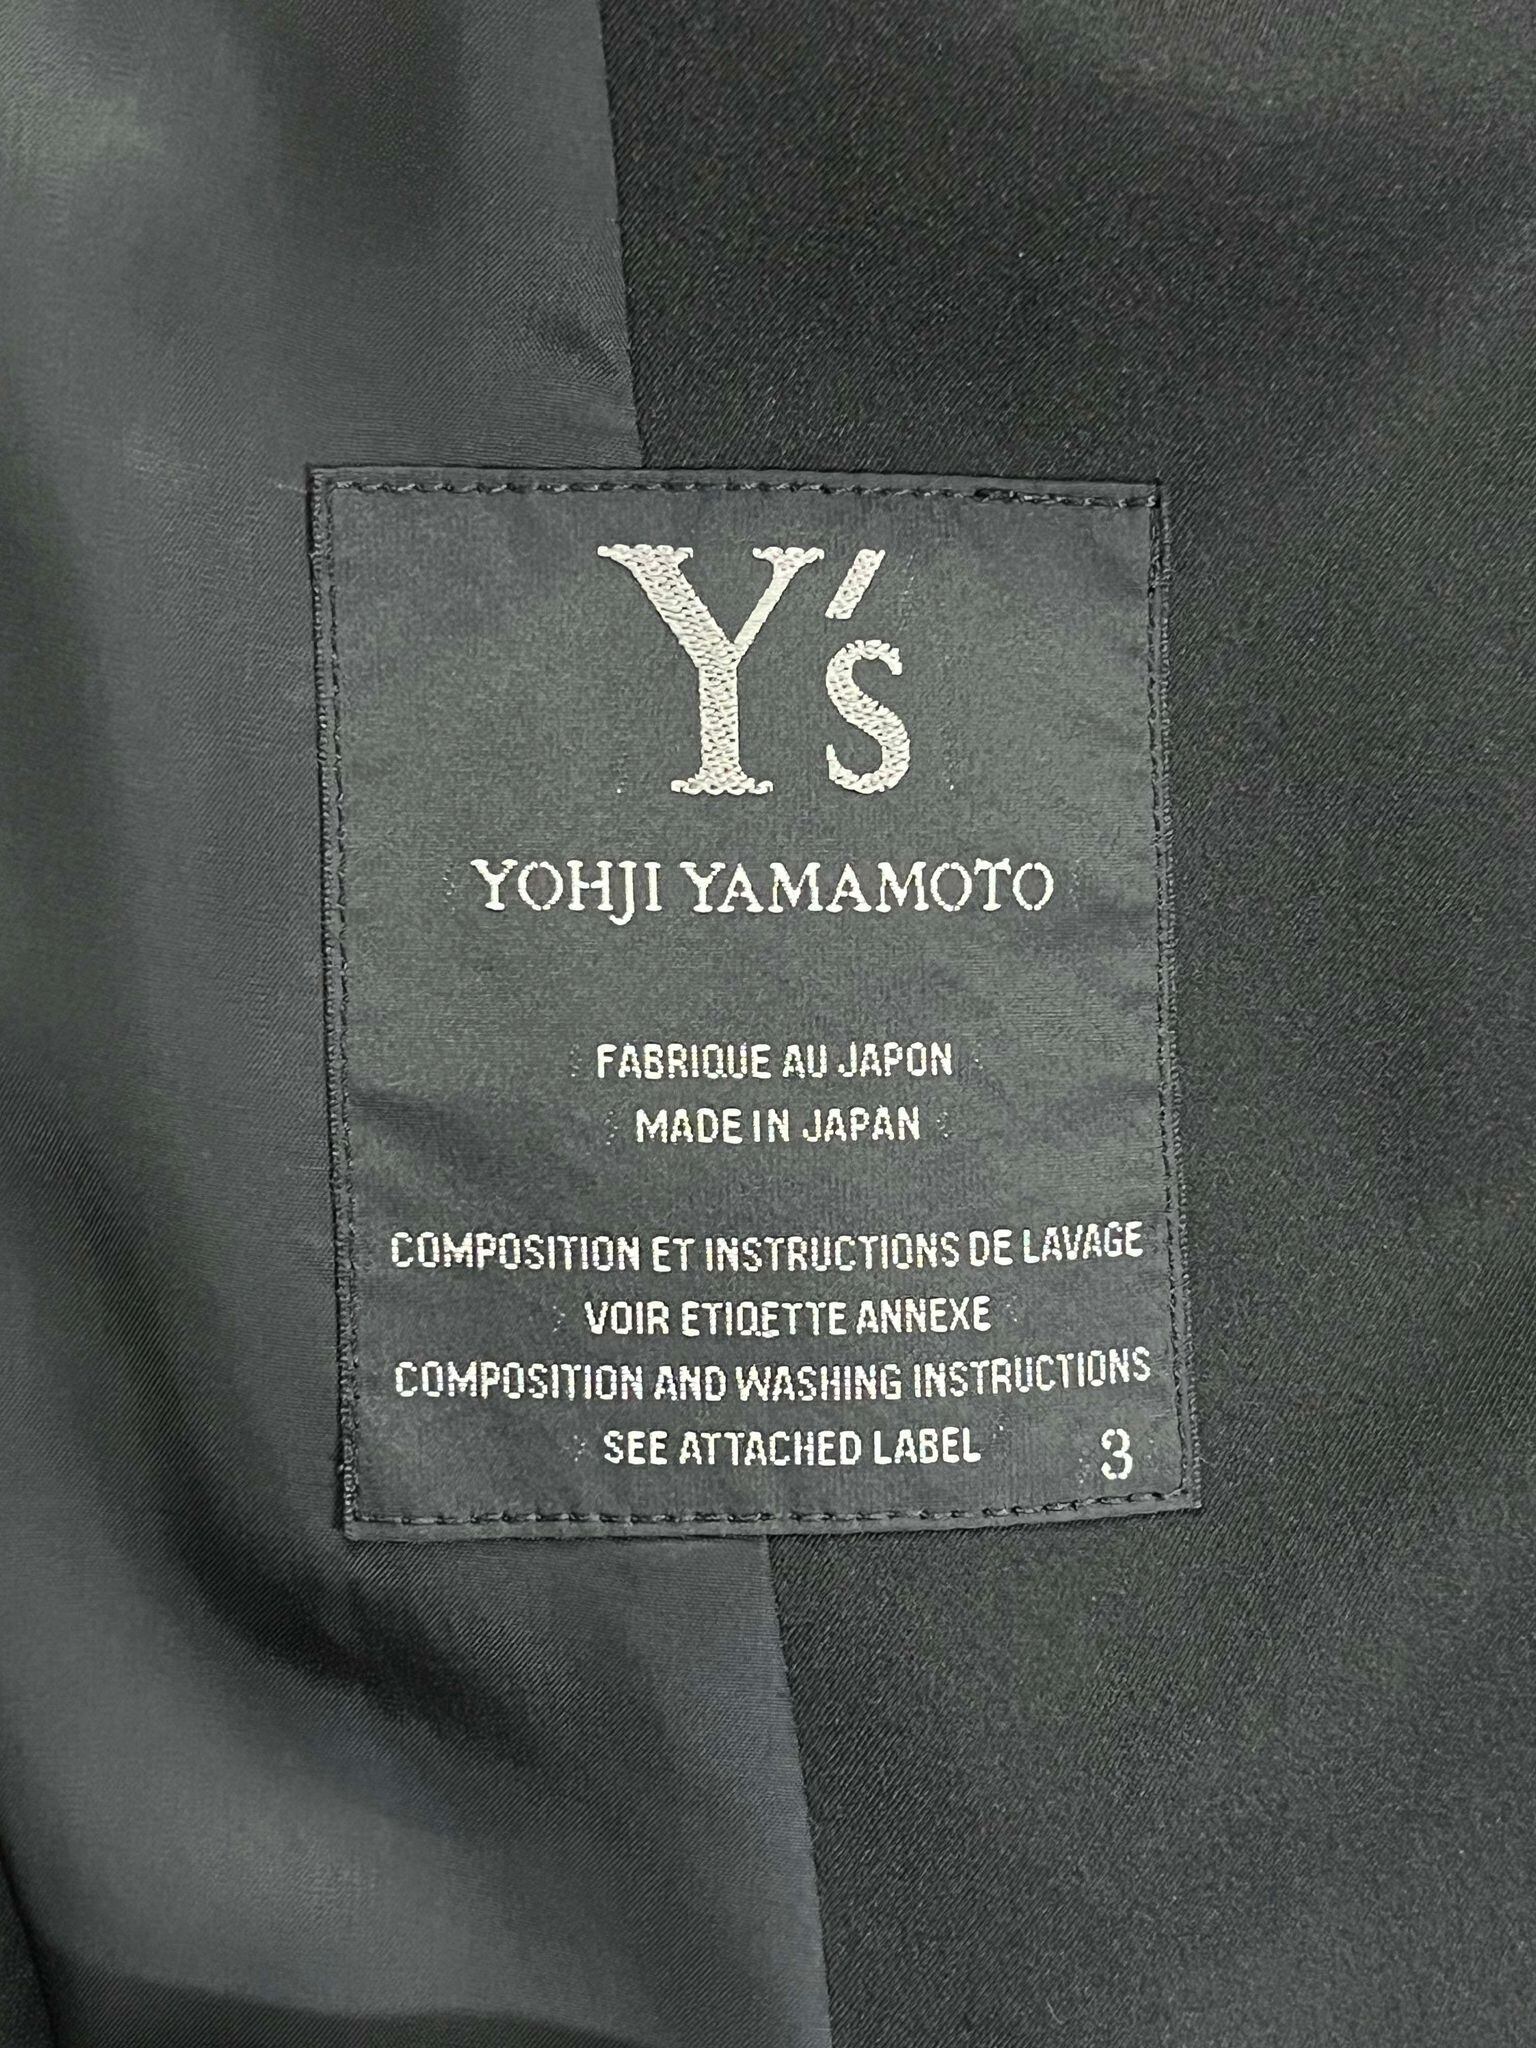 Y's
YOHJI YAMAMOTO
FABRIQUE AU JAPON
MADE IN JAPAN
COMPOSITION ET INSTRUCTIONS DE LAVAGE
VOIR ETIQETTE ANNEXE
COMPOSITION AND WASHING INSTRUCTIONS
SEE ATTACHED LABEL 3